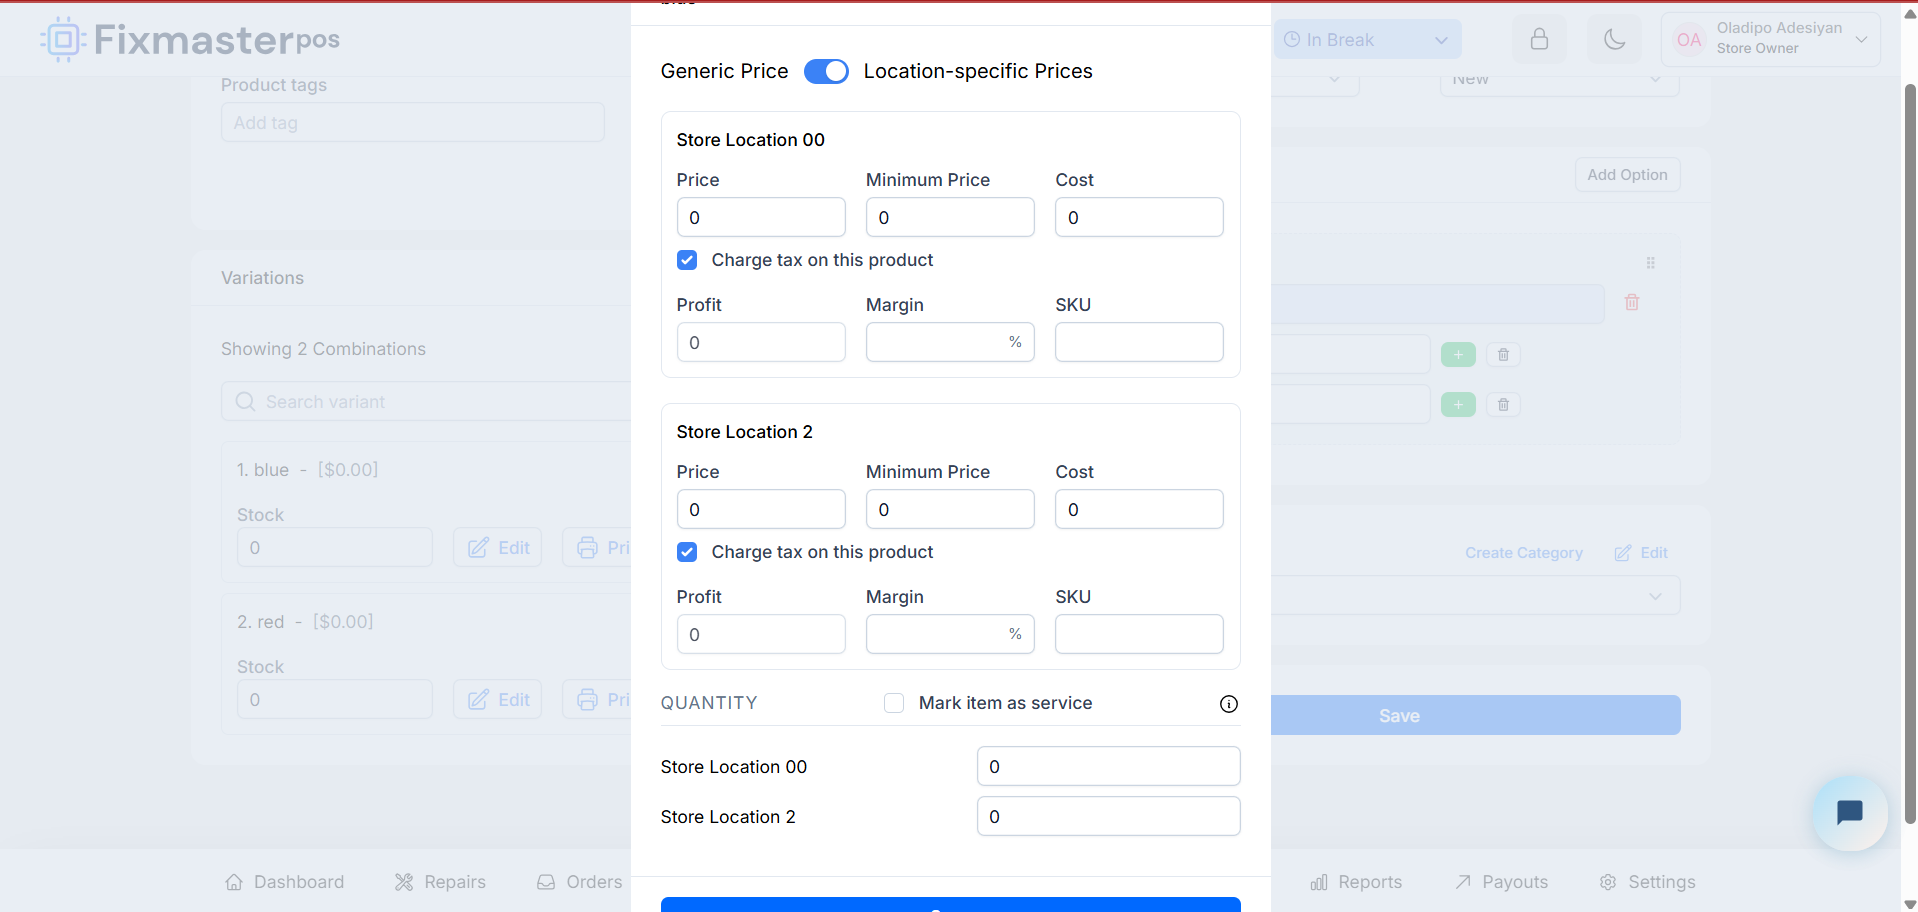 Fixmasterpos
In Break
OA
Oladipo Adesiyan
Store Owner
Product tags
Add tag
New
Add Option
Variations
Showing 2 Combinations
Search variant
1. blue - [$0.00]
Stock
0
Edit
Pri
2. red - [$0.00]
Stock
0
Edit
Pri
Generic Price
Location-specific Prices
Store Location 00
Price
Minimum Price
Cost
0
0
0
Charge tax on this product
Profit
Margin
SKU
0
%
Store Location 2
Price
Minimum Price
Cost
0
0
0
Charge tax on this product
Profit
Margin
SKU
0
%
QUANTITY
Mark item as service
Store Location 00
0
Store Location 2
0
Create Category
Edit
Save
Dashboard
Repairs
Orders
Reports
Payouts
Settings